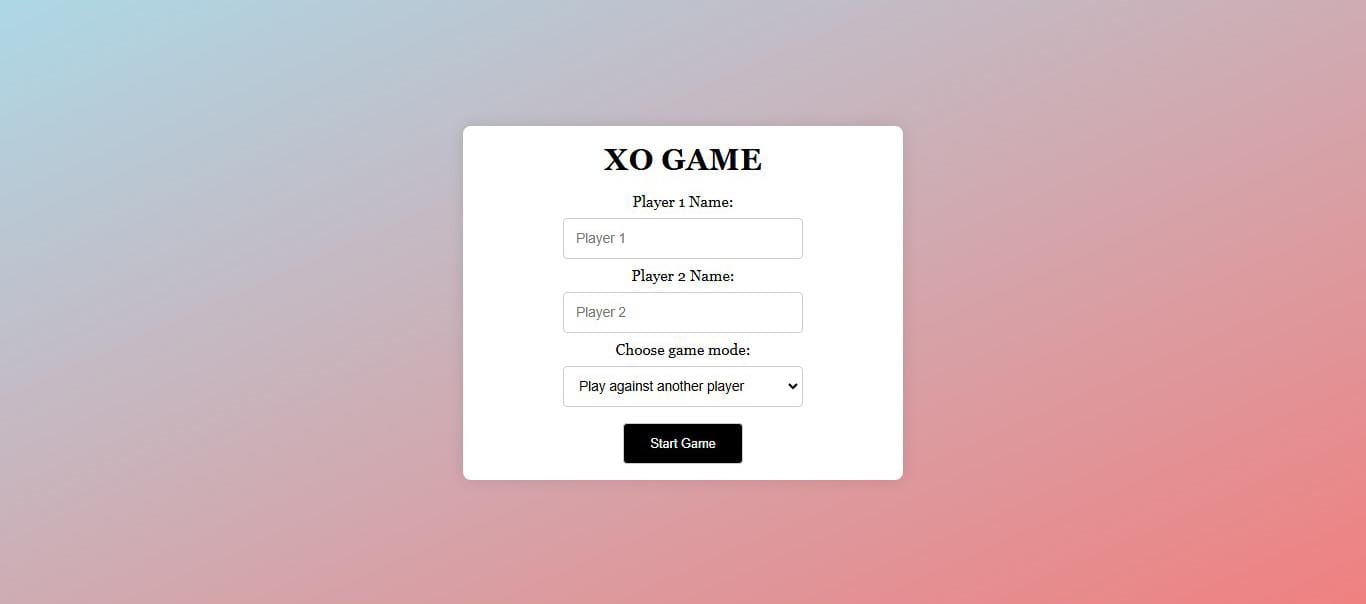 XO GAME
Player 1 Name:
Player 1
Player 2 Name:
Player 2
Choose game mode:
Play against another player
Start Game